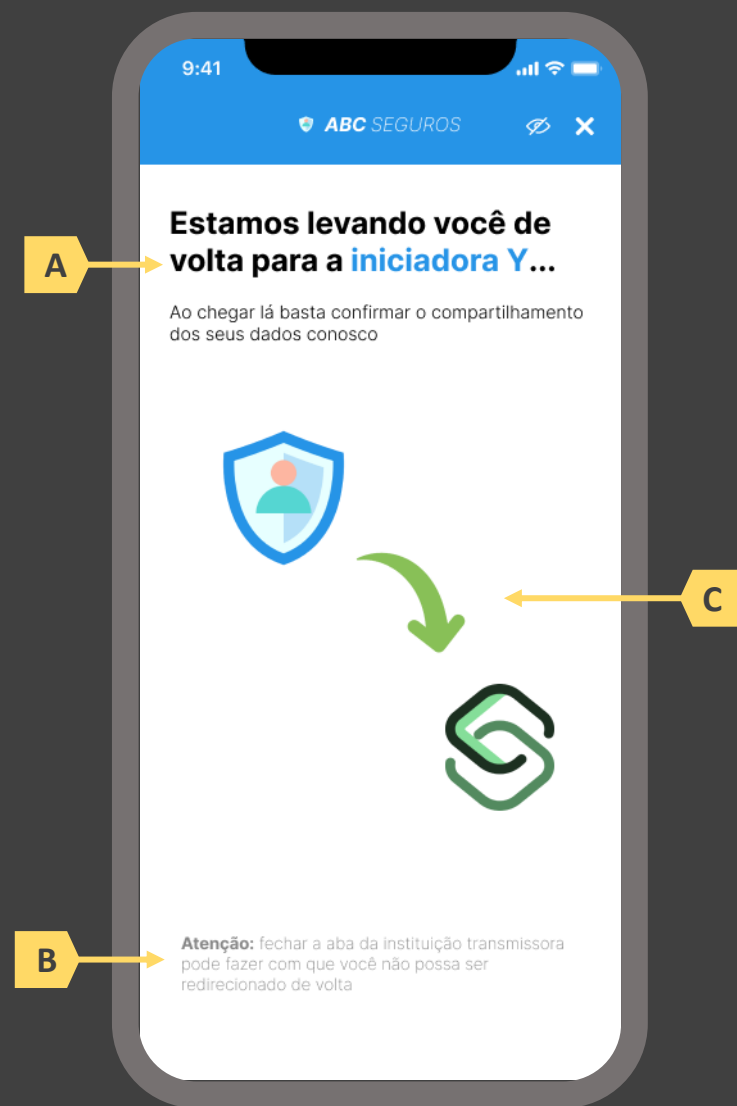 9:41
ABC SEGUROS
Estamos levando você de
volta para a iniciadora Y...
A
Ao chegar lá basta confirmar o compartilhamento
dos seus dados conosco
C
Atenção: fechar a aba da instituição transmissora
pode fazer com que você não possa ser
redirecionado de volta
B